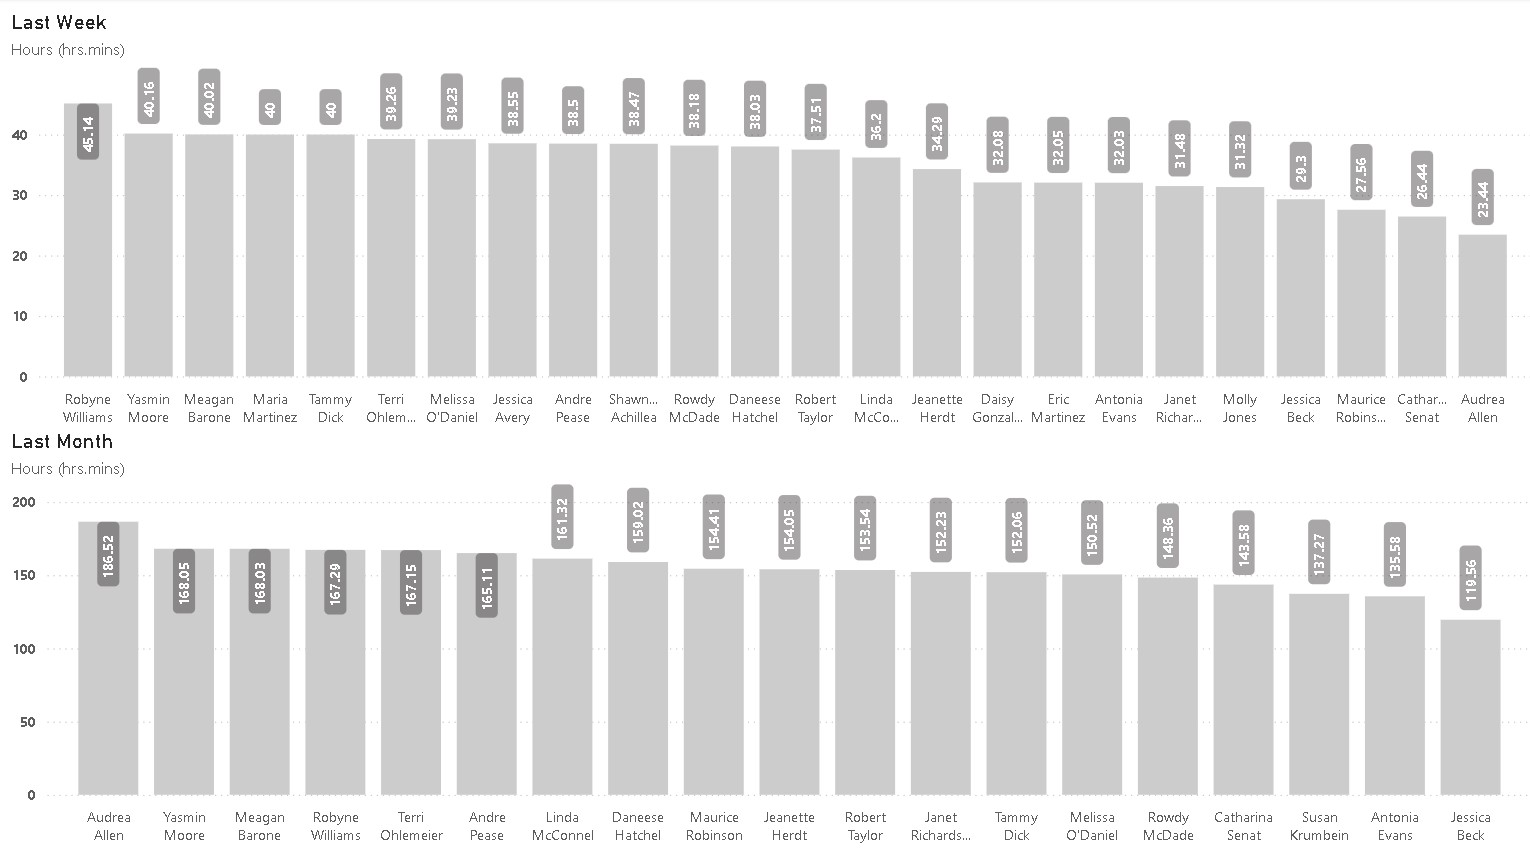 Last Week
Hours (hrs.mins)
45.14 40.16 40.02 40 40 39.26 39.23 38.55 38.5 38.47 38.18 38.03 37.51 36.2 34.29 32.08 32.05 32.03 31.48 31.32 29.3 27.56 26.44 23.44
40
30
20
10
0
Robyne Yasmin Meagan Maria Tammy Terri Melissa Jessica Andre Shawn... Rowdy Daneese Robert Linda Jeanette Daisy Eric Antonia Janet Molly Jessica Maurice Cathar... Audrea
Williams Moore Barone Martinez Dick Ohlem... O'Daniel Avery Pease Achillea McDade Hatchel Taylor McCo... Herdt Gonzal... Martinez Evans Richar... Jones Beck Robins... Senat Allen
Last Month
Hours (hrs.mins)
186.52 168.05 168.03 167.29 167.15 165.11 161.32 159.02 154.41 154.05 153.54 152.23 152.06 150.52 148.36 143.58 137.27 135.58 119.56
200
150
100
50
0
Audrea Yasmin Meagan Robyne Terri Andre Linda Daneese Maurice Jeanette Robert Janet Tammy Melissa Rowdy Catharina Susan Antonia Jessica
Allen Moore Barone Williams Ohlemeier Pease McConnel Hatchel Robinson Herdt Taylor Richards... Dick O'Daniel McDade Senat Krumbein Evans Beck